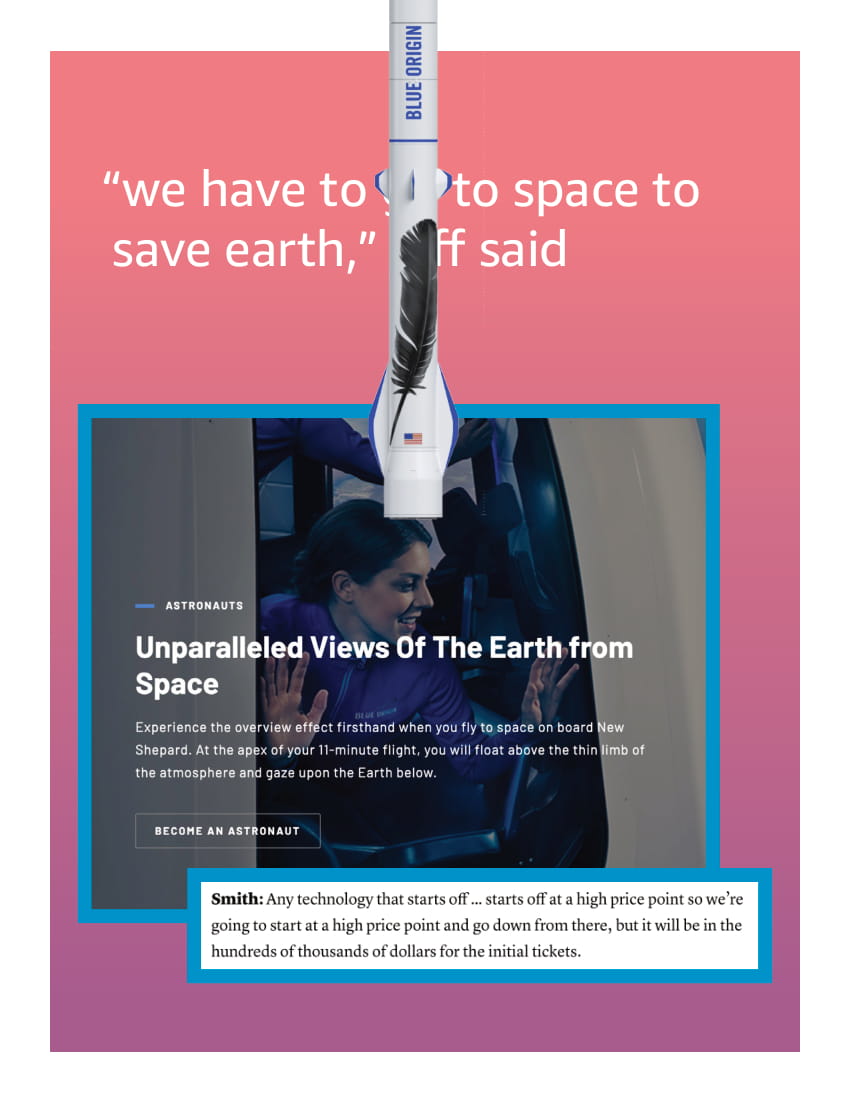 BLUE ORIGIN
“we have to to space to
save earth,” said
ASTRONAUTS
Unparalleled Views Of The Earth from
Space
BLUE ORIGIN
Experience the overview effect firsthand when you fly to space on board New
Shepard. At the apex of your 11-minute flight, you will float above the thin limb of
the atmosphere and gaze upon the Earth below.
BECOME AN ASTRONAUT
Smith: Any technology that starts off ... starts off at a high price point so we’re
going to start at a high price point and go down from there, but it will be in the
hundreds of thousands of dollars for the initial tickets.